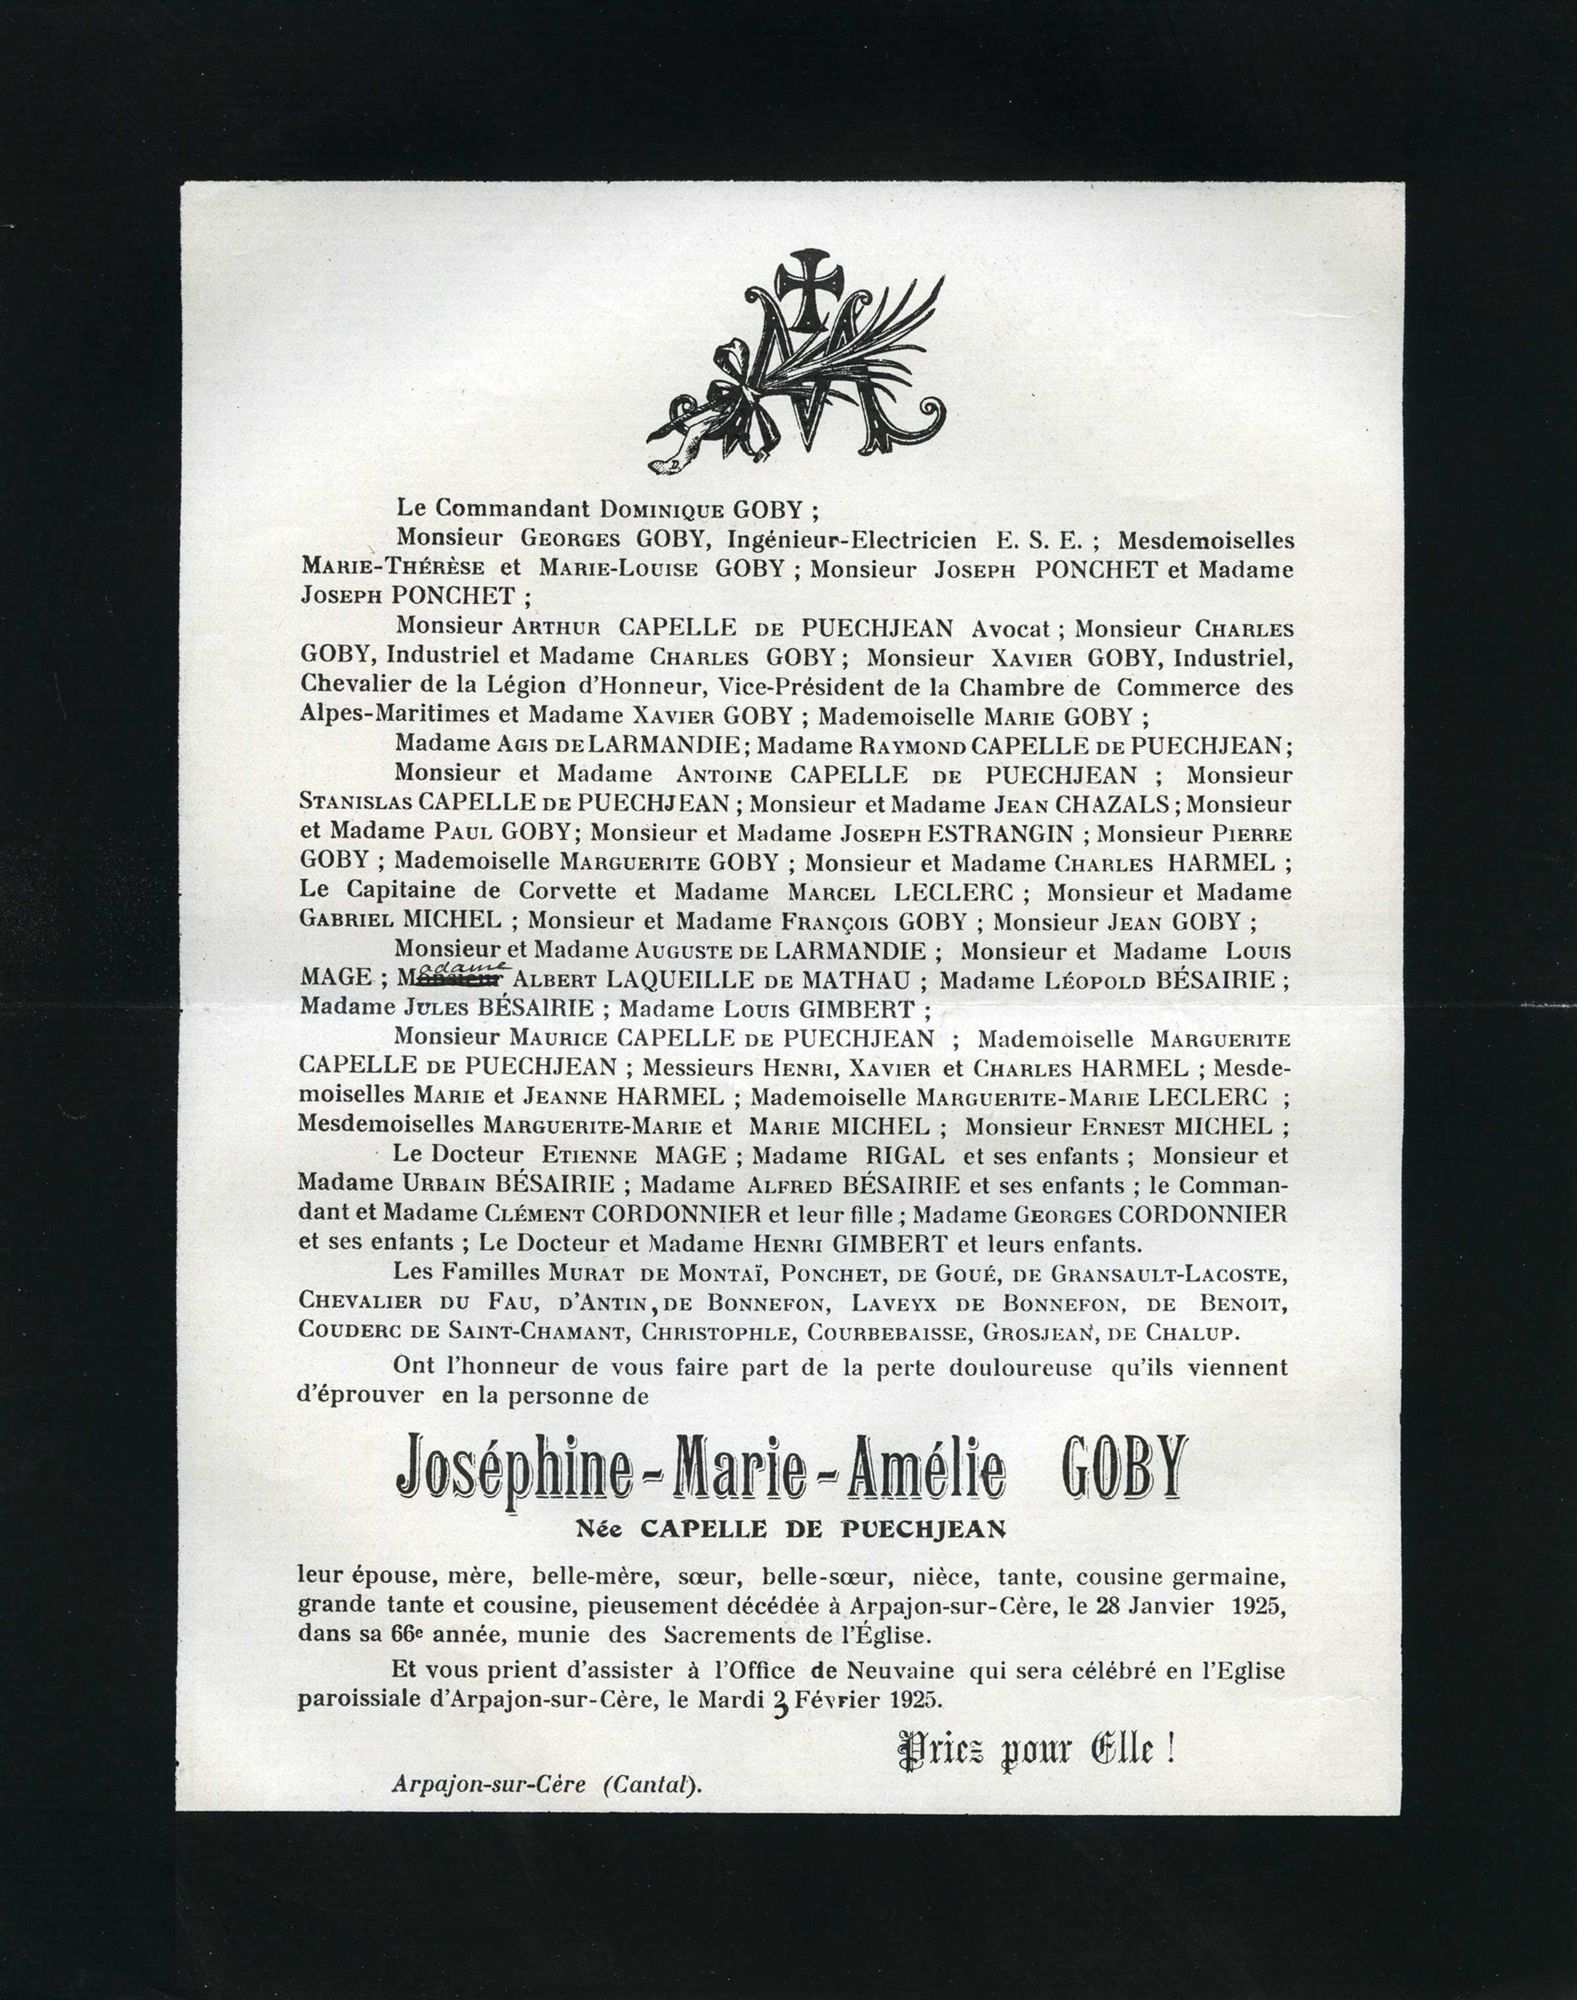 Le Commandant DOMINIQUE GOBY ;
Monsieur GEORGES GOBY, Ingénieur-Electricien E. S. E. ; Mesdemoiselles
MARIE-THÉRÈSE et MARIE-LOUISE GOBY ; Monsieur JOSEPH PONCHET et Madame
JOSEPH PONCHET ;
Monsieur ARTHUR CAPELLE DE PUECHJEAN Avocat ; Monsieur CHARLES
GOBY, Industriel et Madame CHARLES GOBY ; Monsieur XAVIER GOBY, Industriel,
Chevalier de la Légion d'Honneur, Vice-Président de la Chambre de Commerce des
Alpes-Maritimes et Madame XAVIER GOBY ; Mademoiselle MARIE GOBY ;
Madame AGIS DE LARMANDIE ; Madame RAYMOND CAPELLE DE PUECHJEAN ;
Monsieur et Madame ANTOINE CAPELLE DE PUECHJEAN ; Monsieur
STANISLAS CAPELLE DE PUECHJEAN ; Monsieur et Madame JEAN CHAZALS ; Monsieur
et Madame PAUL GOBY ; Monsieur et Madame JOSEPH ESTRANGIN ; Monsieur PIERRE
GOBY ; Mademoiselle MARGUERITE GOBY ; Monsieur et Madame CHARLES HARMEL ;
Le Capitaine de Corvette et Madame MARCEL LECLERC ; Monsieur et Madame
GABRIEL MICHEL ; Monsieur et Madame FRANÇOIS GOBY ; Monsieur JEAN GOBY ;
Monsieur et Madame AUGUSTE DE LARMANDIE ; Monsieur et Madame LOUIS
MAGE ; Madame ALBERT LAQUEILLE DE MATHAU ; Madame LÉOPOLD BÉSAIRIE ;
Madame JULES BÉSAIRIE ; Madame LOUIS GIMBERT ;
Monsieur MAURICE CAPELLE DE PUECHJEAN ; Mademoiselle MARGUERITE
CAPELLE DE PUECHJEAN ; Messieurs HENRI, XAVIER et CHARLES HARMEL ; Mesde-
moiselles MARIE et JEANNE HARMEL ; Mademoiselle MARGUERITE-MARIE LECLERC ;
Mesdemoiselles MARGUERITE-MARIE et MARIE MICHEL ; Monsieur ERNEST MICHEL ;
Le Docteur ETIENNE MAGE ; Madame RIGAL et ses enfants ; Monsieur et
Madame URBAIN BÉSAIRIE ; Madame ALFRED BÉSAIRIE et ses enfants ; le Comman-
dant et Madame CLÉMENT CORDONNIER et leur fille ; Madame GEORGES CORDONNIER
et ses enfants ; Le Docteur et Madame HENRI GIMBERT et leurs enfants.
Les Familles MURAT DE MONTAÏ, PONCHET, DE GOUÉ, DE GRANSAULT-LACOSTE,
CHEVALIER DU FAU, D'ANTIN, DE BONNEFON, LAVEYX DE BONNEFON, DE BENOIT,
COUDERC DE SAINT-CHAMANT, CHRISTOPHLE, COURBEBAISSE, GROSJEAN, DE CHALUP.
Ont l'honneur de vous faire part de la perte douloureuse qu'ils viennent
d'éprouver en la personne de
Joséphine-Marie-Amélie GOBY
Née CAPELLE DE PUECHJEAN
leur épouse, mère, belle-mère, sœur, belle-sœur, nièce, tante, cousine germaine,
grande tante et cousine, pieusement décédée à Arpajon-sur-Cère, le 28 Janvier 1925,
dans sa 66e année, munie des Sacrements de l'Église.
Et vous prient d'assister à l'Office de Neuvaine qui sera célébré en l'Eglise
paroissiale d'Arpajon-sur-Cère, le Mardi 3 Février 1925.
Priez pour Elle !
Arpajon-sur-Cère (Cantal).